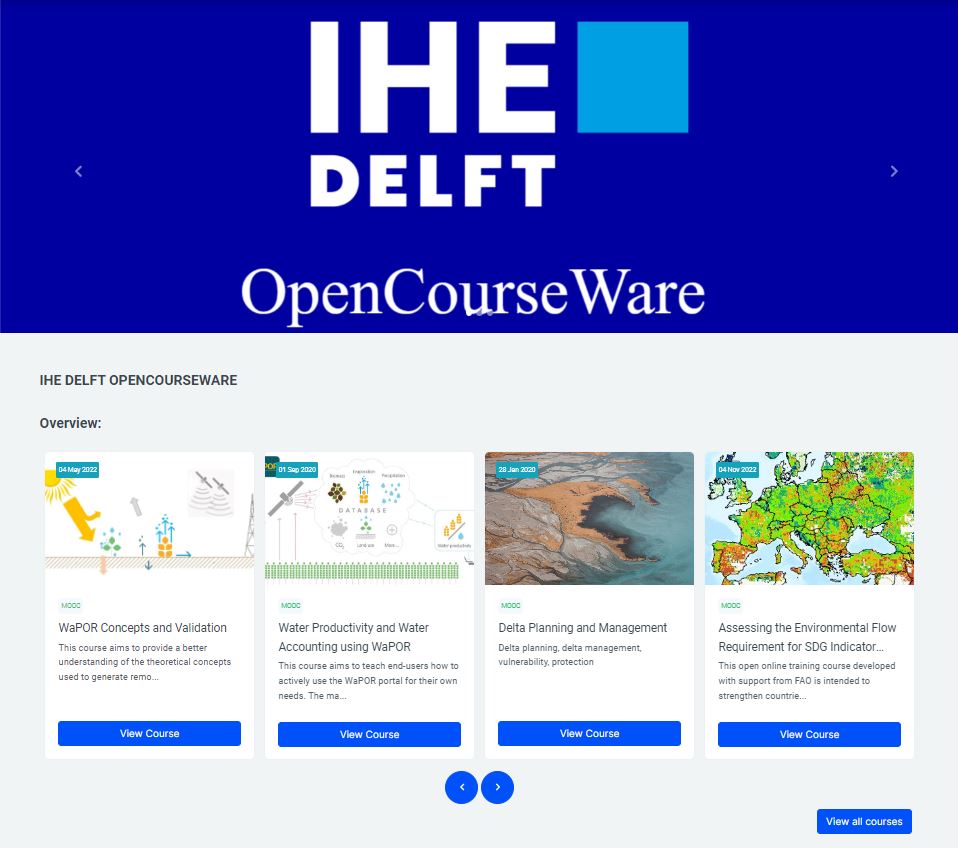 IHE
DELFT
OpenCourseWare
IHE DELFT OPENCOURSEWARE
Overview:
04 May 2022
MOOC
WaPOR Concepts and Validation
This course aims to provide a better
understanding of the theoretical concepts
used to generate remo...
View Course
01 Sep 2020
Biomass
Evaporation
Precipitation
DATABASE
CO₂
Land use
More...
Water productivity
MOOC
Water Productivity and Water
Accounting using WaPOR
This course aims to teach end-users how to
actively use the WaPOR portal for their own
needs. The ma...
View Course
28 Jan 2020
MOOC
Delta Planning and Management
Delta planning, delta management,
vulnerability, protection
View Course
04 Nov 2022
MOOC
Assessing the Environmental Flow
Requirement for SDG Indicator...
This open online training course developed
with support from FAO is intended to
strengthen countrie...
View Course
View all courses